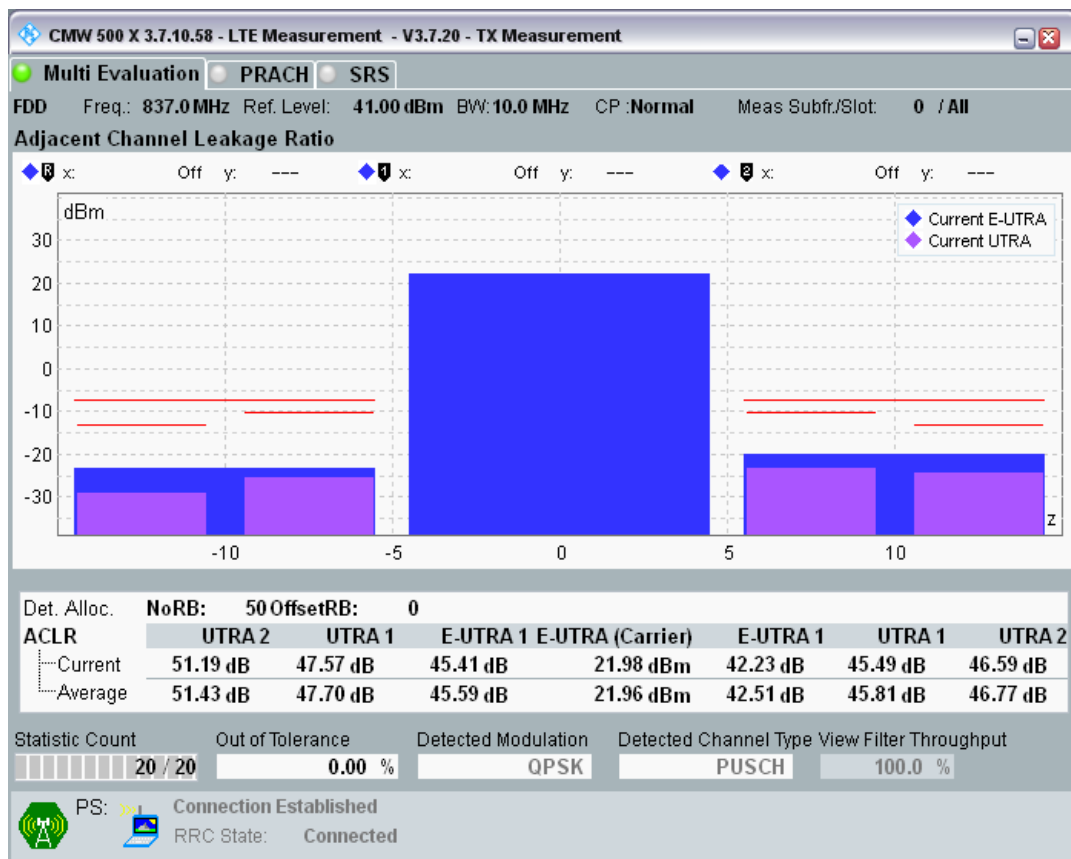 CMW 500 X 3.7.10.58 - LTE Measurement - V3.7.20 - TX Measurement
Multi Evaluation PRACH SRS
FDD Freq.: 837.0 MHz Ref. Level: 41.00 dBm BW: 10.0 MHz CP :Normal Meas Subfr./Slot: 0 / All
Adjacent Channel Leakage Ratio
R x: Off y: --- 1 x: Off y: --- 2 x: Off y: ---
dBm
Current E-UTRA
Current UTRA
30
20
10
0
-10
-20
-30
z
-10 -5 0 5 10
Det. Alloc. NoRB: 50 OffsetRB: 0
ACLR UTRA 2 UTRA 1 E-UTRA 1 E-UTRA (Carrier) E-UTRA 1 UTRA 1 UTRA 2
Current 51.19 dB 47.57 dB 45.41 dB 21.98 dBm 42.23 dB 45.49 dB 46.59 dB
Average 51.43 dB 47.70 dB 45.59 dB 21.96 dBm 42.51 dB 45.81 dB 46.77 dB
Statistic Count Out of Tolerance Detected Modulation Detected Channel Type View Filter Throughput
20 / 20 0.00 % QPSK PUSCH 100.0 %
PS: Connection Established
RRC State: Connected